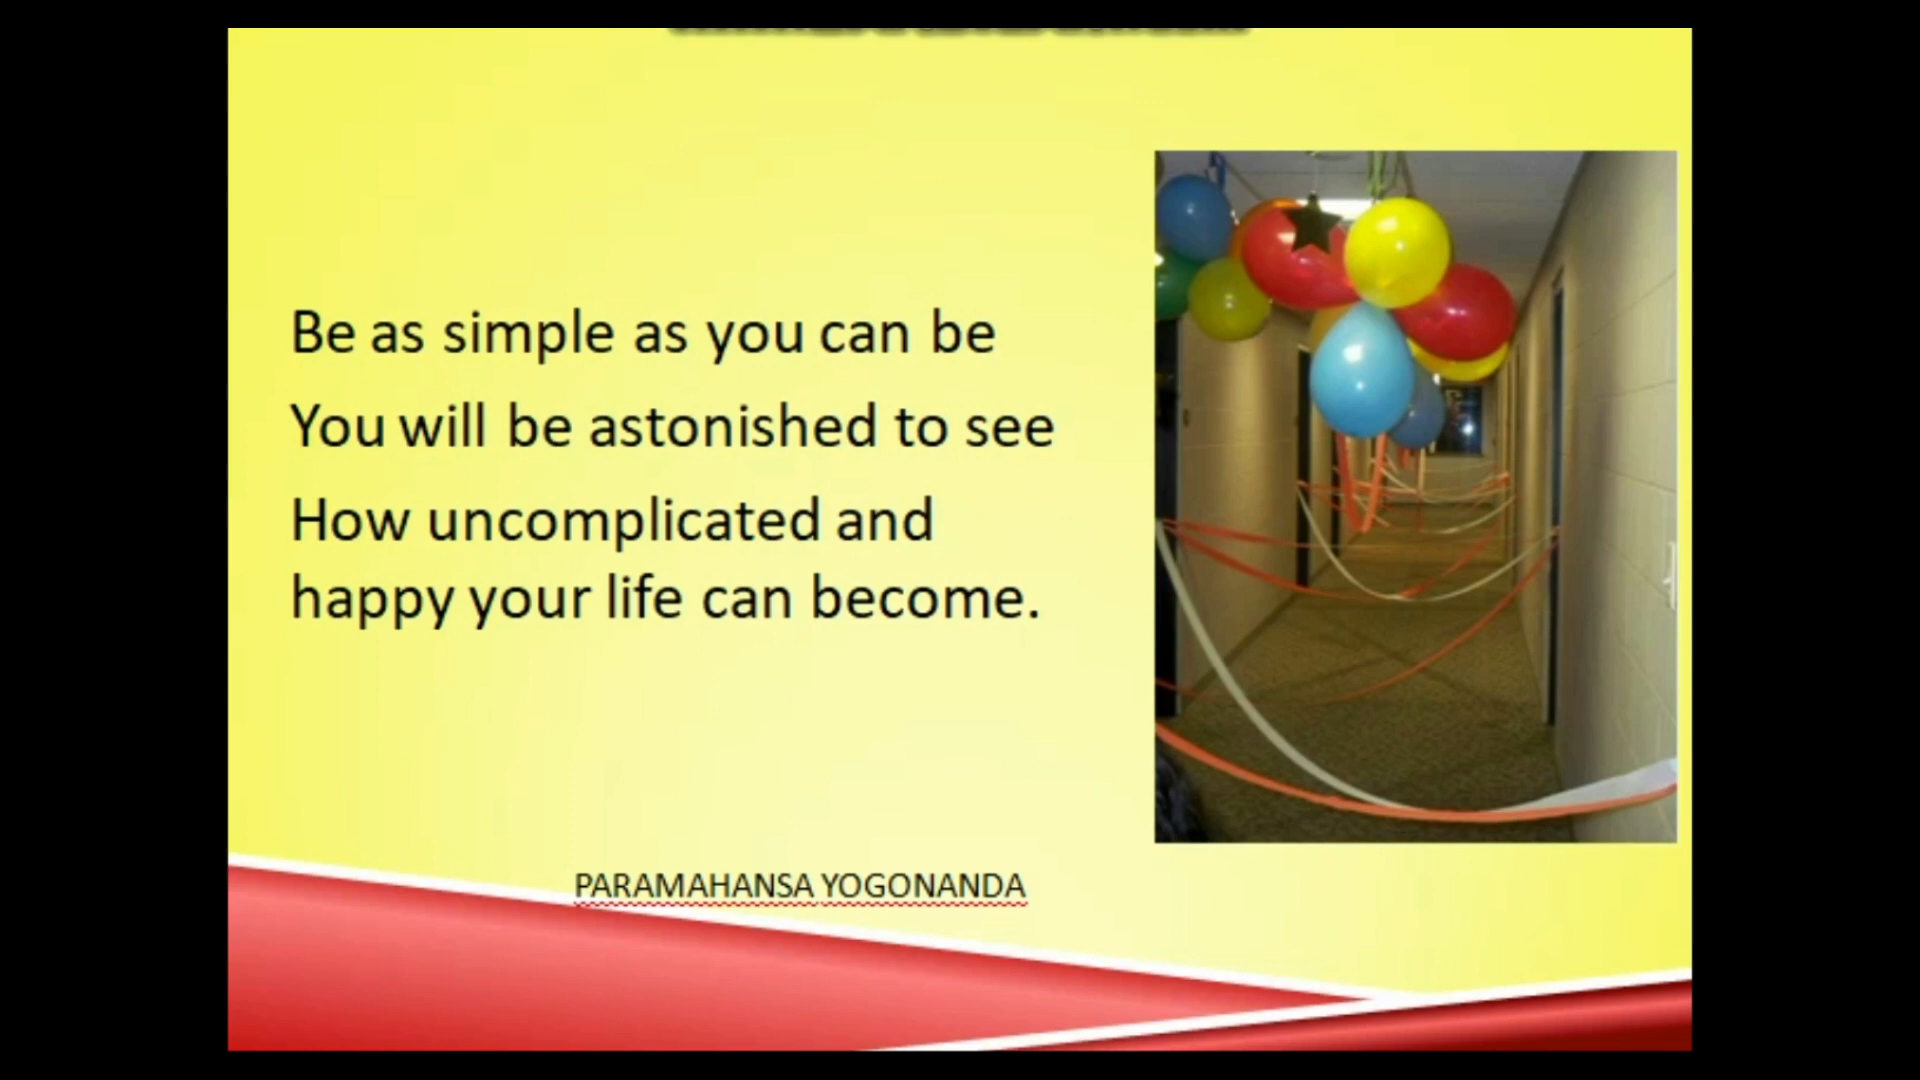 Be as simple as you can be
You will be astonished to see
How uncomplicated and
happy your life can become.
PARAMAHANSA YOGONANDA